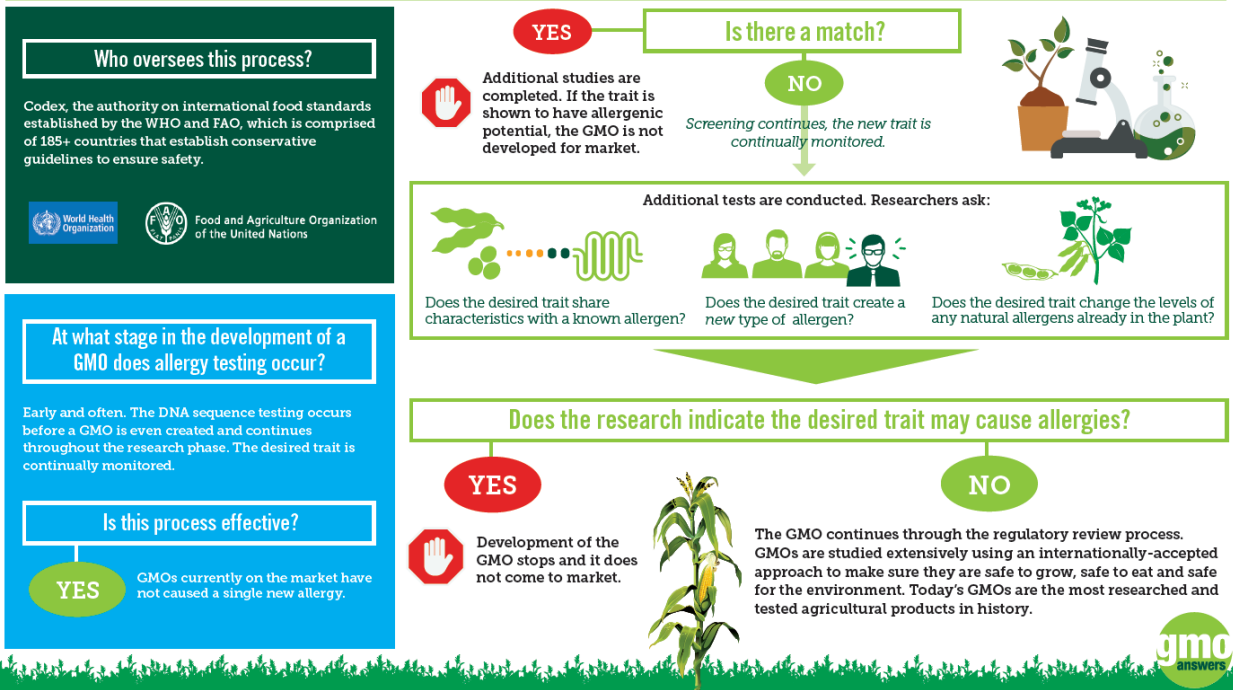 Who oversees this process?
Codex, the authority on international food standards
established by the WHO and FAO, which is comprised
of 185+ countries that establish conservative
guidelines to ensure safety.
World Health
Organization
F A O
FIAT PANIS
Food and Agriculture Organization
of the United Nations
At what stage in the development of a
GMO does allergy testing occur?
Early and often. The DNA sequence testing occurs
before a GMO is even created and continues
throughout the research phase. The desired trait is
continually monitored.
Is this process effective?
YES
GMOs currently on the market have
not caused a single new allergy.
Is there a match?
YES
Additional studies are
completed. If the trait is
shown to have allergenic
potential, the GMO is not
developed for market.
NO
Screening continues, the new trait is
continually monitored.
Additional tests are conducted. Researchers ask:
Does the desired trait share
characteristics with a known allergen?
Does the desired trait create a
new type of allergen?
Does the desired trait change the levels of
any natural allergens already in the plant?
Does the research indicate the desired trait may cause allergies?
YES
Development of the
GMO stops and it does
not come to market.
NO
The GMO continues through the regulatory review process.
GMOs are studied extensively using an internationally-accepted
approach to make sure they are safe to grow, safe to eat and safe
for the environment. Today's GMOs are the most researched and
tested agricultural products in history.
gmo
answers